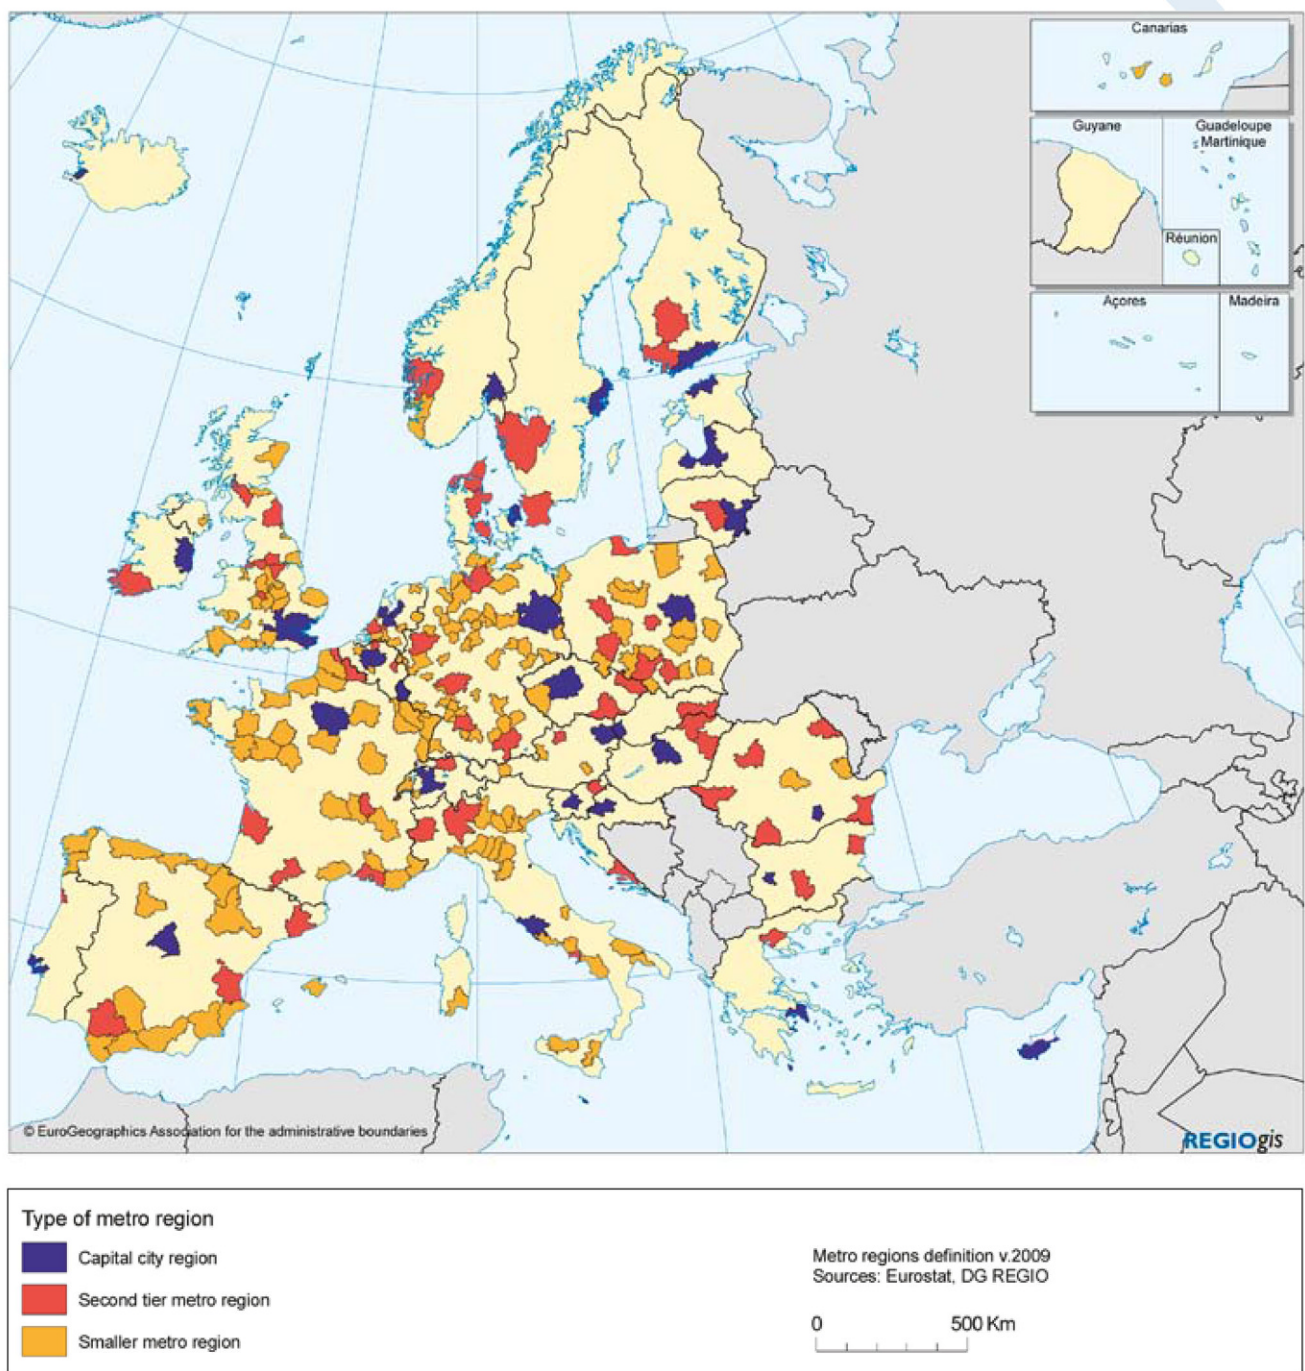 Canarias
Guyane
Guadeloupe
Martinique
Réunion
Açores
Madeira
© EuroGeographics Association for the administrative boundaries
REGIOgis
Type of metro region
Capital city region
Second tier metro region
Smaller metro region
Metro regions definition v.2009
Sources: Eurostat, DG REGIO
0 500 Km